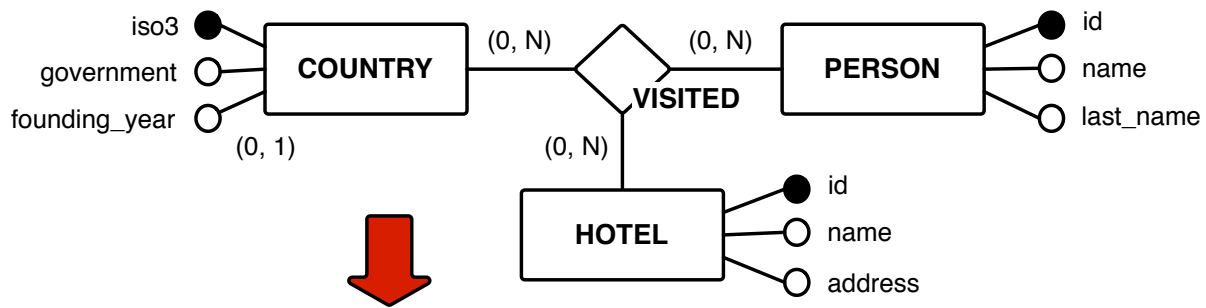 iso3
government
founding_year
(0, 1)
COUNTRY
(0, N)
VISITED
(0, N)
PERSON
id
name
last_name
(0, N)
HOTEL
id
name
address